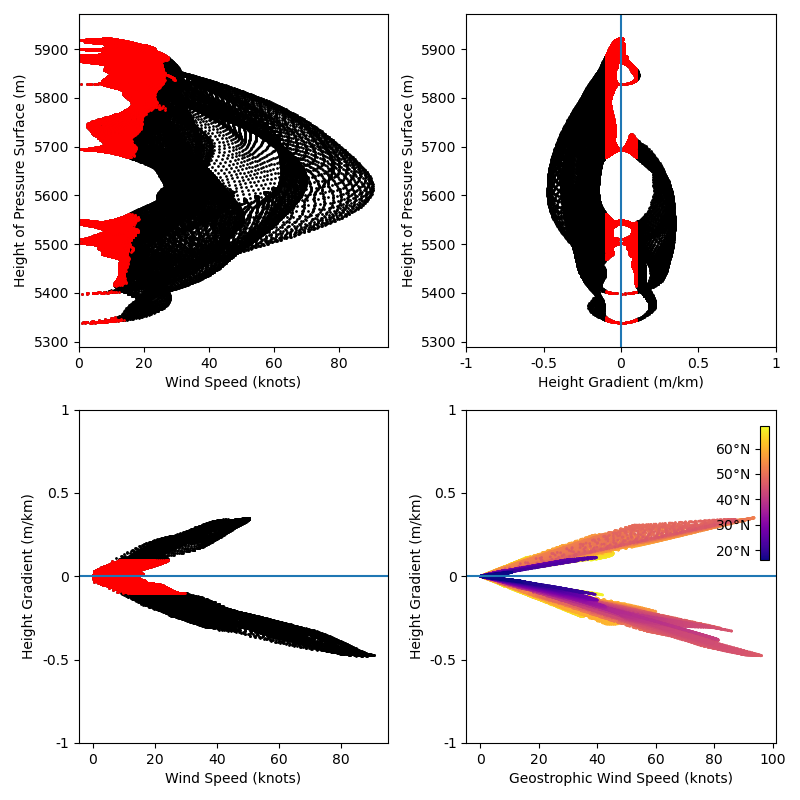 5900
5800
5700
5600
5500
5400
5300
Height of Pressure Surface (m)
0 20 40 60 80
Wind Speed (knots)
5900
5800
5700
5600
5500
5400
5300
Height of Pressure Surface (m)
-1 -0.5 0 0.5 1
Height Gradient (m/km)
1
0.5
0
-0.5
-1
Height Gradient (m/km)
0 20 40 60 80
Wind Speed (knots)
1
0.5
0
-0.5
-1
Height Gradient (m/km)
60°N
50°N
40°N
30°N
20°N
0 20 40 60 80 100
Geostrophic Wind Speed (knots)